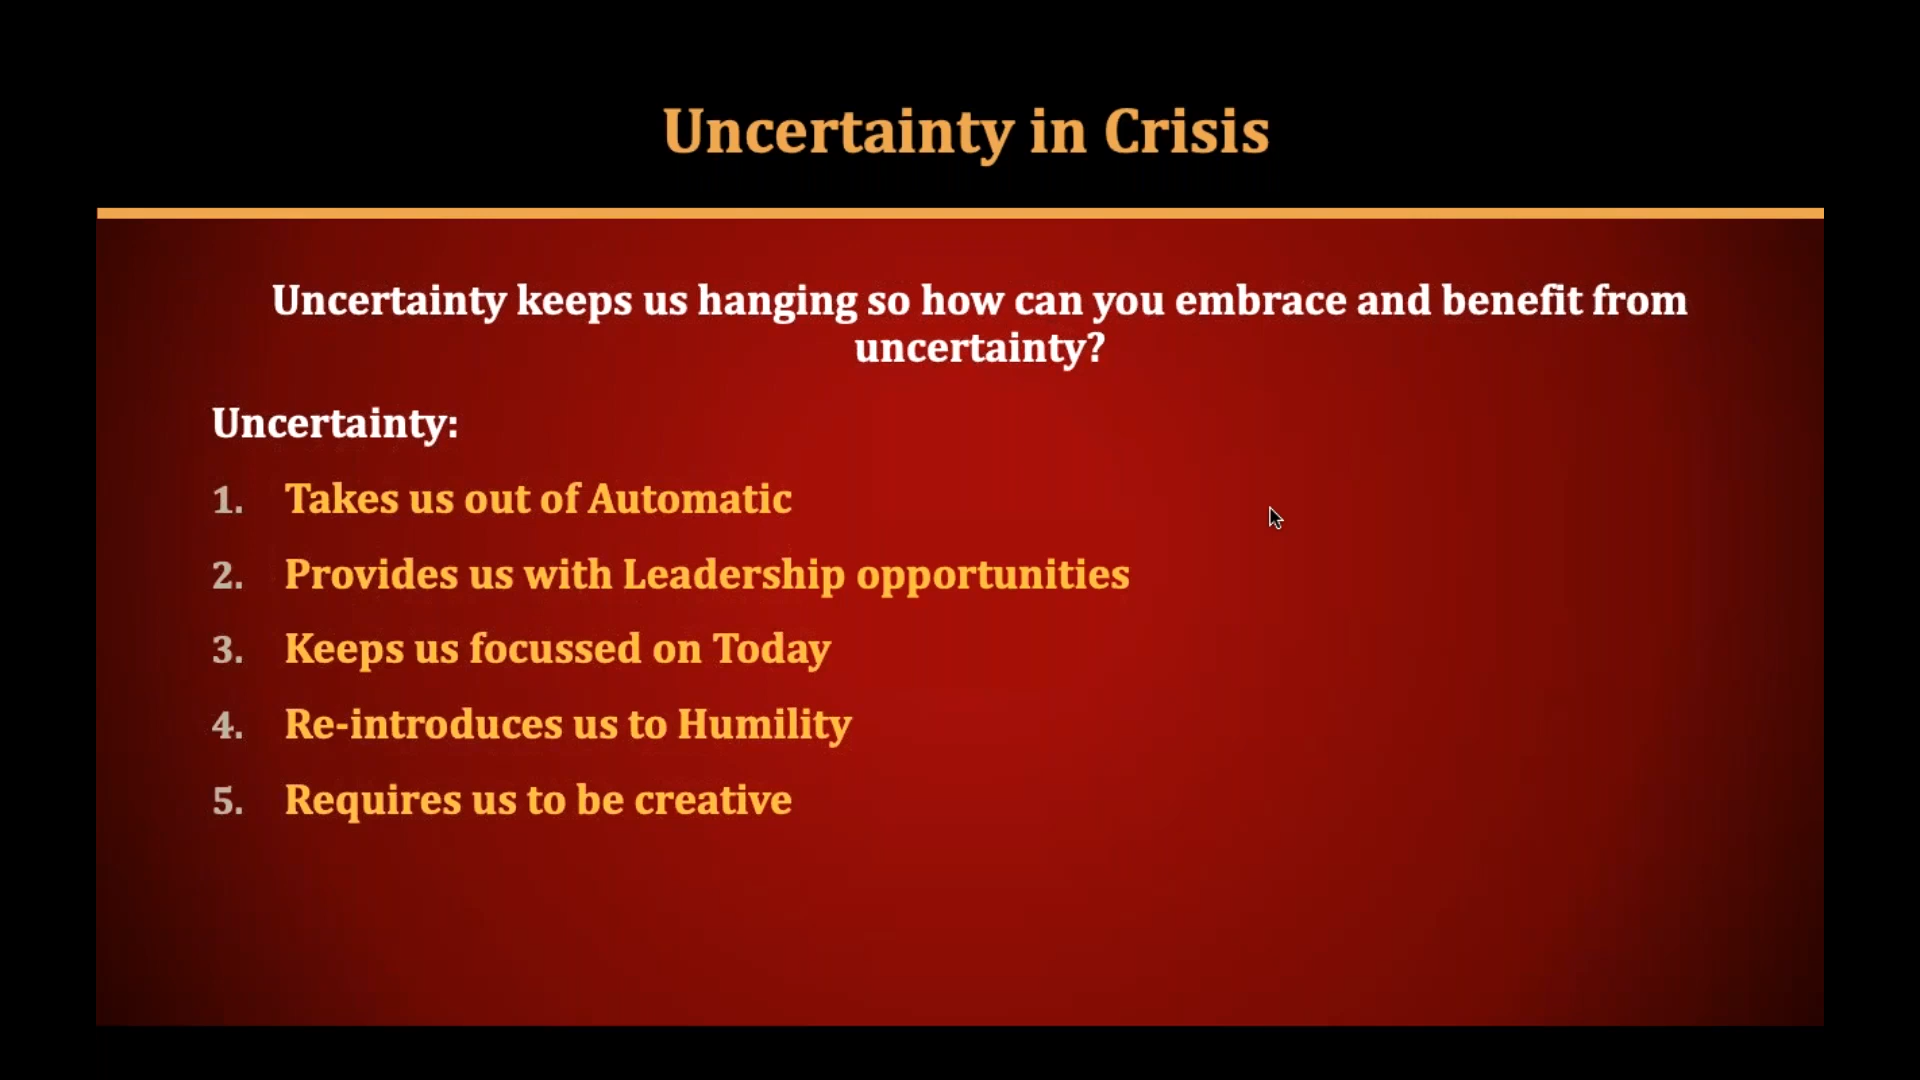 Uncertainty in Crisis
Uncertainty keeps us hanging so how can you embrace and benefit from
uncertainty?
Uncertainty:
1. Takes us out of Automatic
2. Provides us with Leadership opportunities
3. Keeps us focussed on Today
4. Re-introduces us to Humility
5. Requires us to be creative